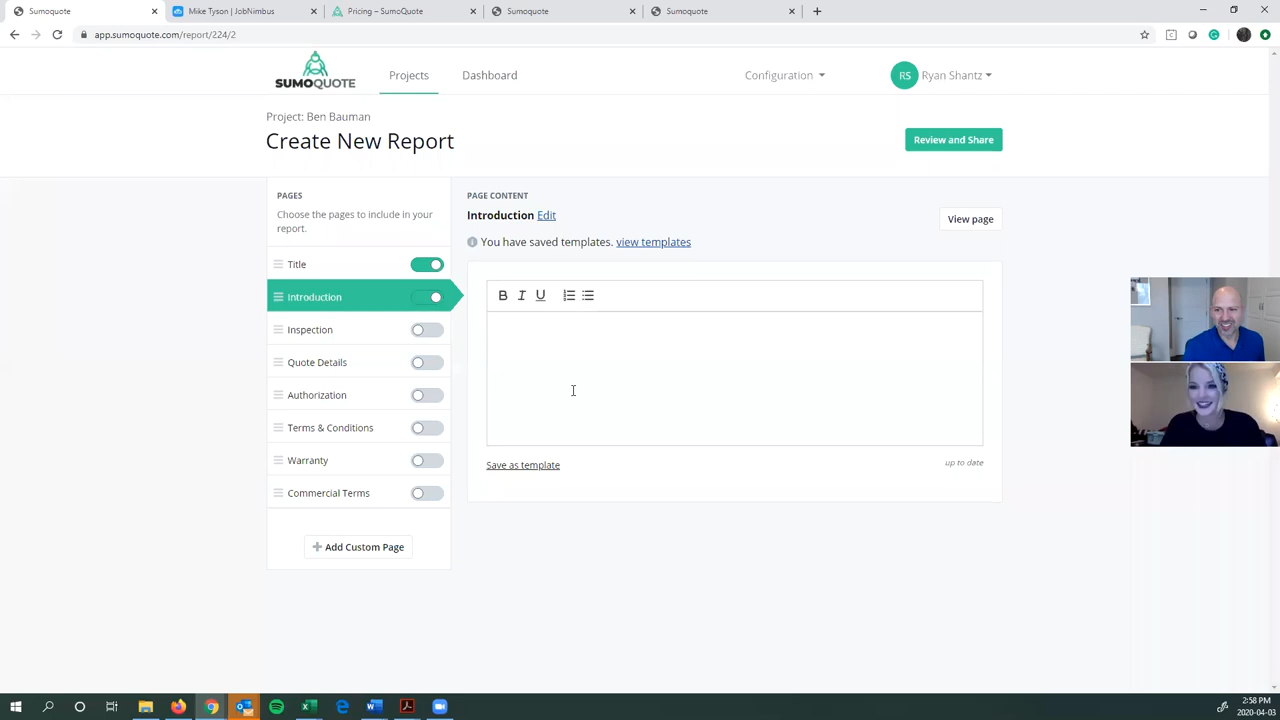 Sumoquote
Mike Tyson | JobNimbus
Pricing – SumoQuote
Sumoquote
Sumoquote
app.sumoquote.com/report/224/2
SUMOQUOTE
Projects
Dashboard
Configuration
RS
Ryan Shantz
Project: Ben Bauman
Create New Report
Review and Share
PAGES
Choose the pages to include in your
report.
Title
Introduction
Inspection
Quote Details
Authorization
Terms & Conditions
Warranty
Commercial Terms
Add Custom Page
PAGE CONTENT
Introduction Edit
View page
You have saved templates. view templates
B I U
Save as template
up to date
2:58 PM
2020-04-03